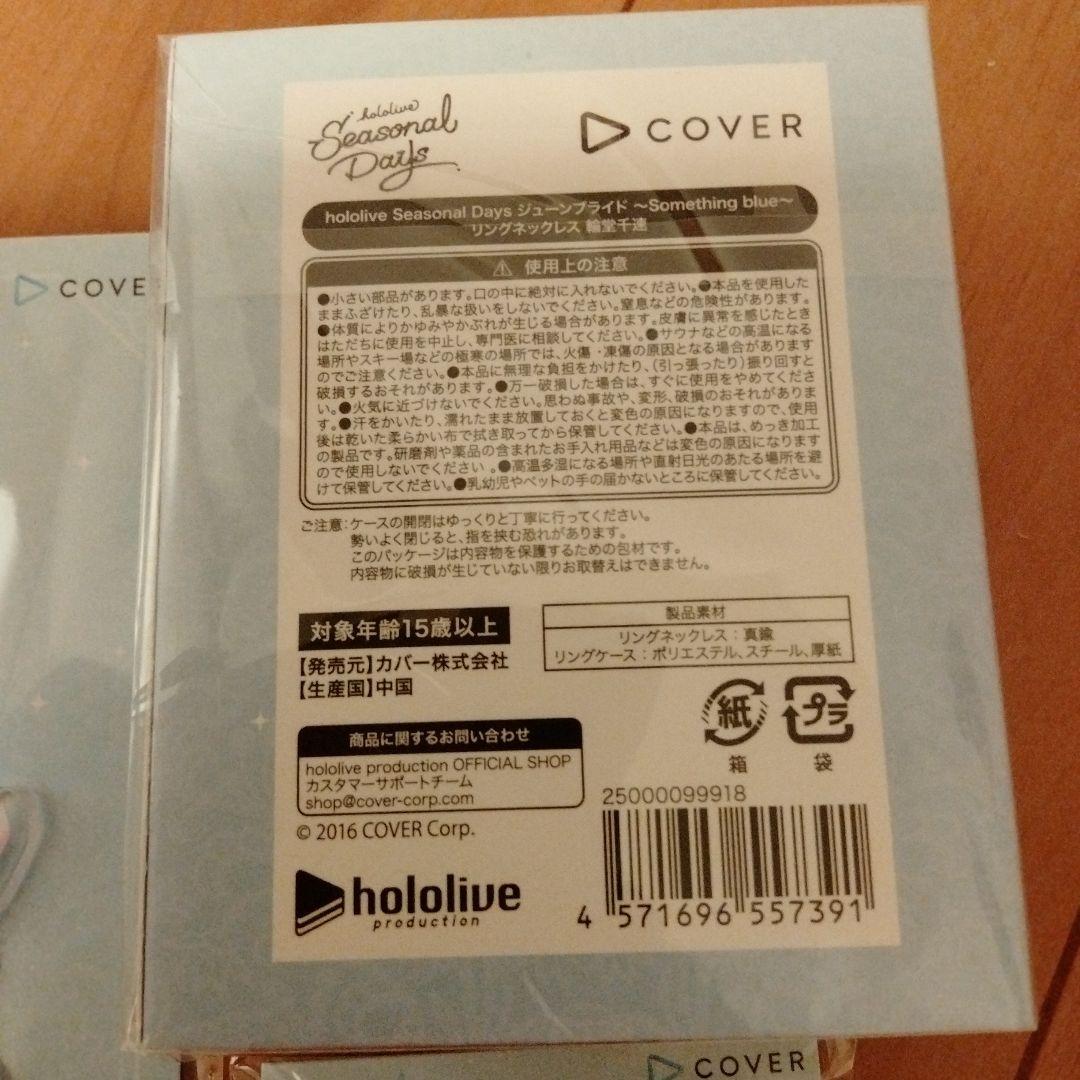 hololive
Seasonal
Days
COVER
hololive Seasonal Days ジューンブライド ～Something blue～
リングネックレス 輪堂千速
使用上の注意
●小さい部品があります。口の中に絶対に入れないでください。●本品を使用した
ままふざけたり、乱暴な扱いをしないでください。窒息などの危険性があります。
●体質によりかゆみやかぶれが生じる場合があります。皮膚に異常を感じたとき
はただちに使用を中止し、専門医に相談してください。●サウナなどの高温になる
場所やスキー場などの極寒の場所では、火傷・凍傷の原因となる場合があります
のでご注意ください。●本品に無理な負担をかけたり、(引っ張ったり)振り回すと
破損するおそれがあります。●万一破損した場合は、すぐに使用をやめてくださ
い。●火気に近づけないでください。思わぬ事故や、変形、破損のおそれがありま
す。●汗をかいたり、濡れたまま放置しておくと変色の原因になりますので、使用
後は乾いた柔らかい布で拭き取ってから保管してください。●本品は、めっき加工
の製品です。研磨剤や薬品の含まれたお手入れ用品などは変色の原因になります
ので使用しないでください 。●高温多湿になる場所や直射日光のあたる場所を避
けて保管してください。●乳幼児やペットの手の届かないところに保管してください。
ご注意:ケースの開閉はゆっくりと丁寧に行ってください。
勢いよく閉じると、指を挟む恐れがあります。
このパッケージは内容物を保護するための包材です。
内容物に破損が生じていない限りお取替えはできません。
対象年齢15歳以上
【発売元】カバー株式会社
【生産国】中国
製品素材
リングネックレス：真鍮
リングケース：ポリエステル、スチール、厚紙
紙
箱
プラ
袋
商品に関するお問い合わせ
hololive production OFFICIAL SHOP
カスタマーサポートチーム
shop@cover-corp.com
© 2016 COVER Corp.
hololive
production
25000099918
4 571696 557391
COVE
COVER